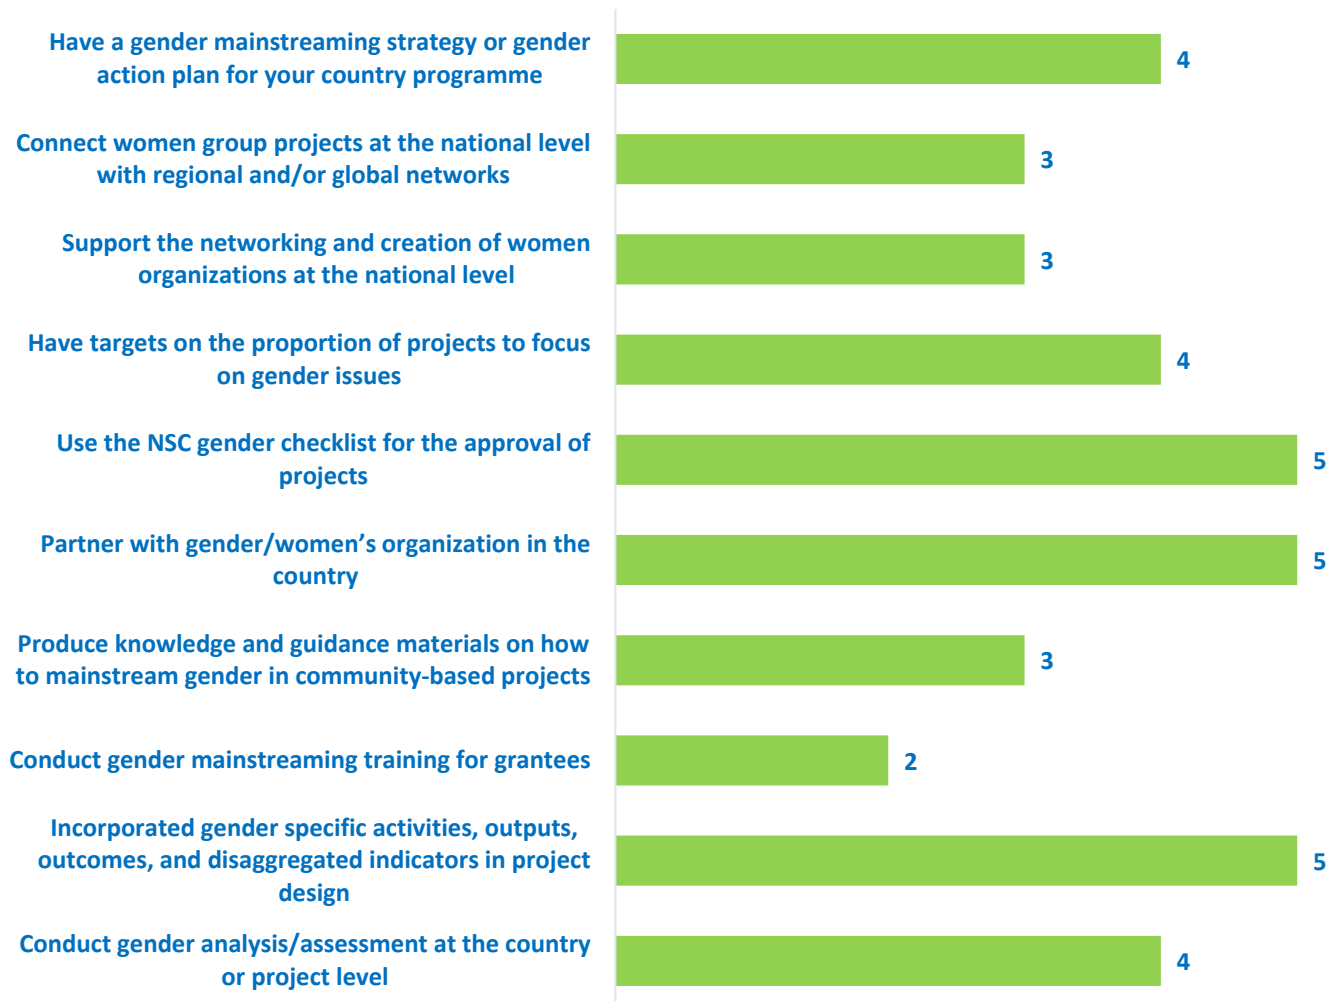 Have a gender mainstreaming strategy or gender
action plan for your country programme
4
Connect women group projects at the national level
with regional and/or global networks
3
Support the networking and creation of women
organizations at the national level
3
Have targets on the proportion of projects to focus
on gender issues
4
Use the NSC gender checklist for the approval of
projects
5
Partner with gender/women’s organization in the
country
5
Produce knowledge and guidance materials on how
to mainstream gender in community-based projects
3
Conduct gender mainstreaming training for grantees
2
Incorporated gender specific activities, outputs,
outcomes, and disaggregated indicators in project
design
5
Conduct gender analysis/assessment at the country
or project level
4